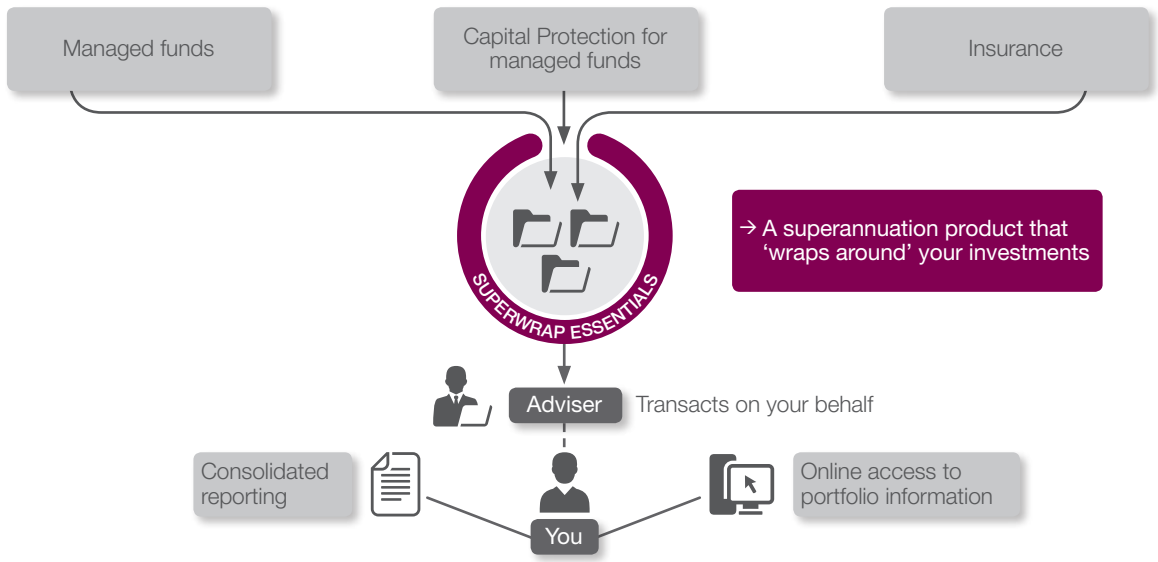 Managed funds
Capital Protection for
managed funds
Insurance
→ A superannuation product that
‘wraps around’ your investments
SUPERWRAP ESSENTIALS
Adviser
Transacts on your behalf
Consolidated
reporting
Online access to
portfolio information
You